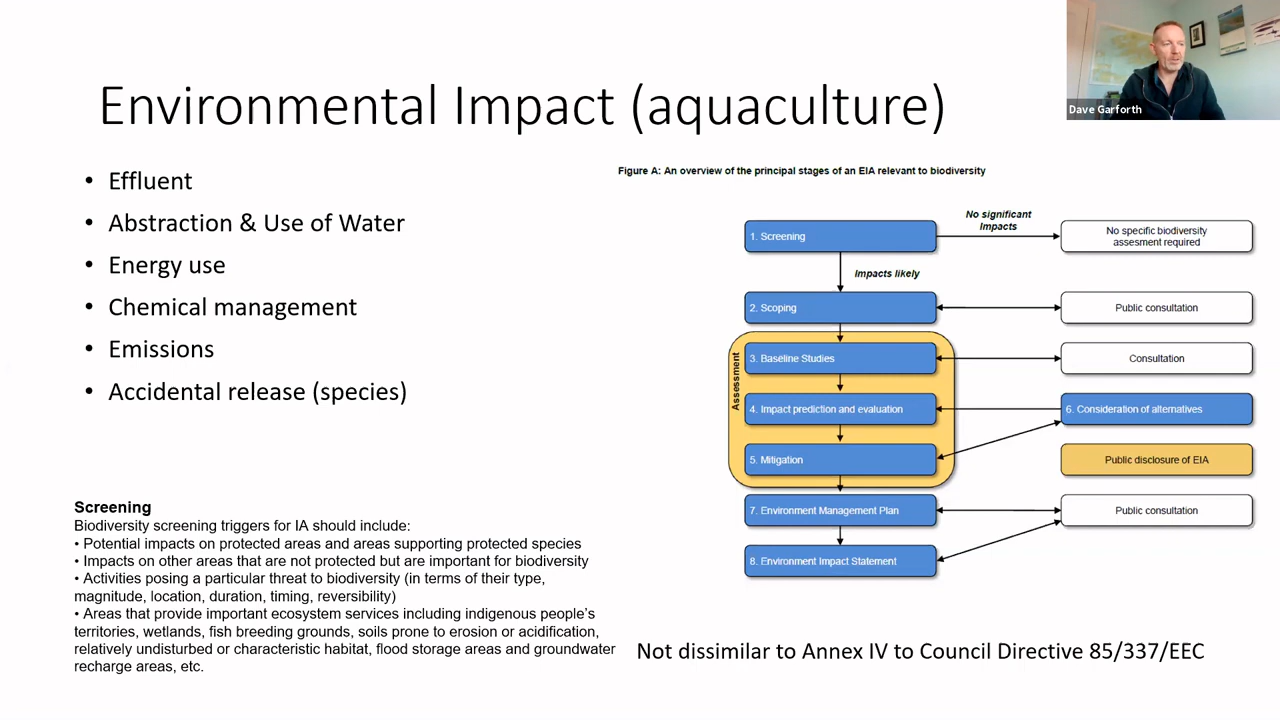 Environmental Impact (aquaculture)
Dave Garforth
• Effluent
• Abstraction & Use of Water
• Energy use
• Chemical management
• Emissions
• Accidental release (species)
Screening
Biodiversity screening triggers for IA should include:
• Potential impacts on protected areas and areas supporting protected species
• Impacts on other areas that are not protected but are important for biodiversity
• Activities posing a particular threat to biodiversity (in terms of their type,
magnitude, location, duration, timing, reversibility)
• Areas that provide important ecosystem services including indigenous people's
territories, wetlands, fish breeding grounds, soils prone to erosion or acidification,
relatively undisturbed or characteristic habitat, flood storage areas and groundwater
recharge areas, etc.
Figure A: An overview of the principal stages of an EIA relevant to biodiversity
1. Screening
No significant
Impacts
No specific biodiversity
assesment required
Impacts likely
2. Scoping
Public consultation
Assessment
3. Baseline Studies
Consultation
4. Impact prediction and evaluation
6. Consideration of alternatives
5. Mitigation
Public disclosure of EIA
7. Environment Management Plan
Public consultation
8. Environment Impact Statement
Not dissimilar to Annex IV to Council Directive 85/337/EEC